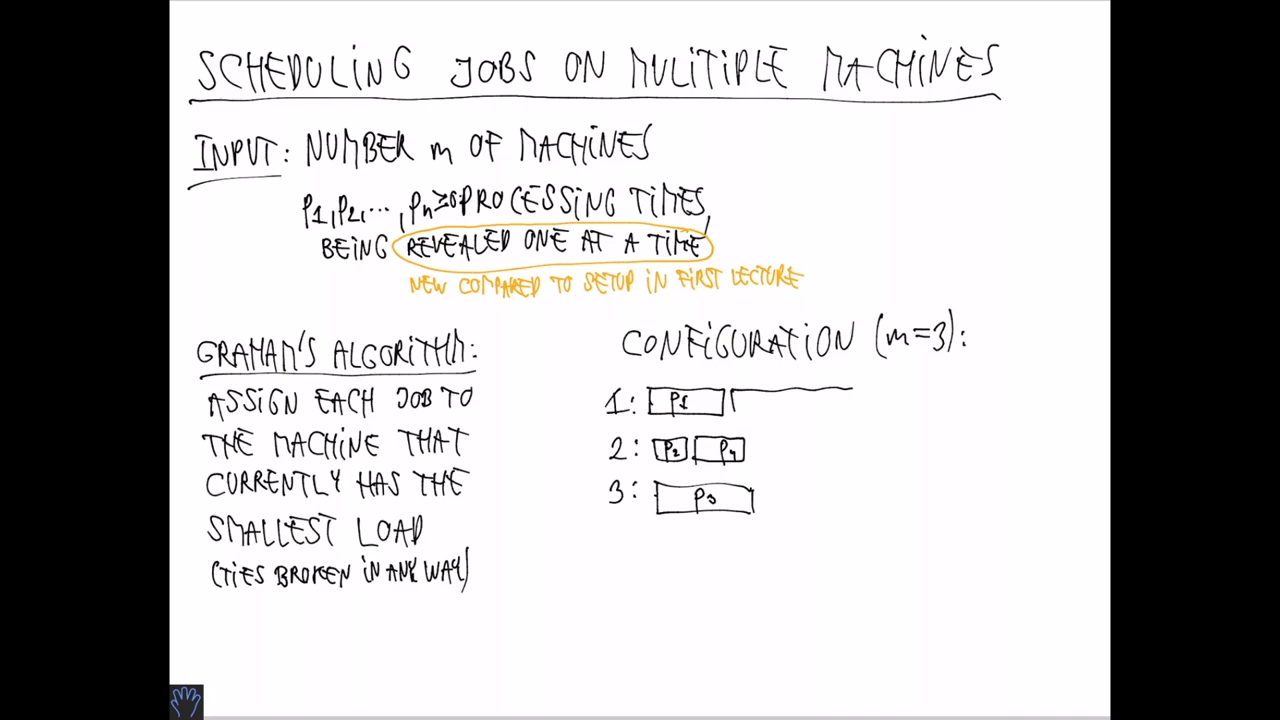 SCHEDULING JOBS ON MULITIPLE MACHINES
INPUT: NUMBER m OF MACHINES
p1, p2, ..., pn ≥0 PROCESSING TIMES,
BEING REVEALED ONE AT A TIME
NEW COMPARED TO SETUP IN FIRST LECTURE
GRAHAM'S ALGORITHM:
ASSIGN EACH JOB TO
THE MACHINE THAT
CURRENTLY HAS THE
SMALLEST LOAD
(TIES BROKEN IN ANY WAY)
CONFIGURATION (m=3):
1: p1
2: p2 p4
3: p3